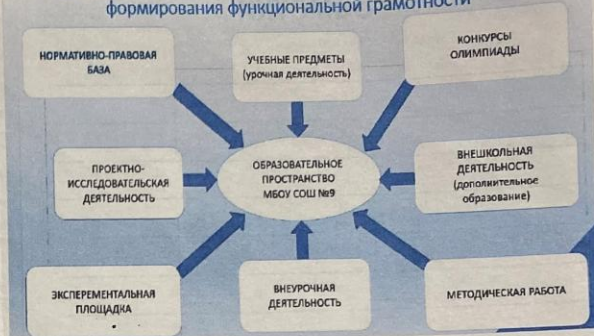 формирования функциональной грамотности
НОРМАТИВНО-ПРАВОВАЯ
БАЗА
УЧЕБНЫЕ ПРЕДМЕТЫ
(урочная деятельность)
КОНКУРСЫ
ОЛИМПИАДЫ
ПРОЕКТНО-
ИССЛЕДОВАТЕЛЬСКАЯ
ДЕЯТЕЛЬНОСТЬ
ОБРАЗОВАТЕЛЬНОЕ
ПРОСТРАНСТВО
МБОУ СОШ №9
ВНЕШКОЛЬНАЯ
ДЕЯТЕЛЬНОСТЬ
(дополнительное
образование)
ЭКСПЕРЕМЕНТАЛЬНАЯ
ПЛОЩАДКА
ВНЕУРОЧНАЯ
ДЕЯТЕЛЬНОСТЬ
МЕТОДИЧЕСКАЯ РАБОТА